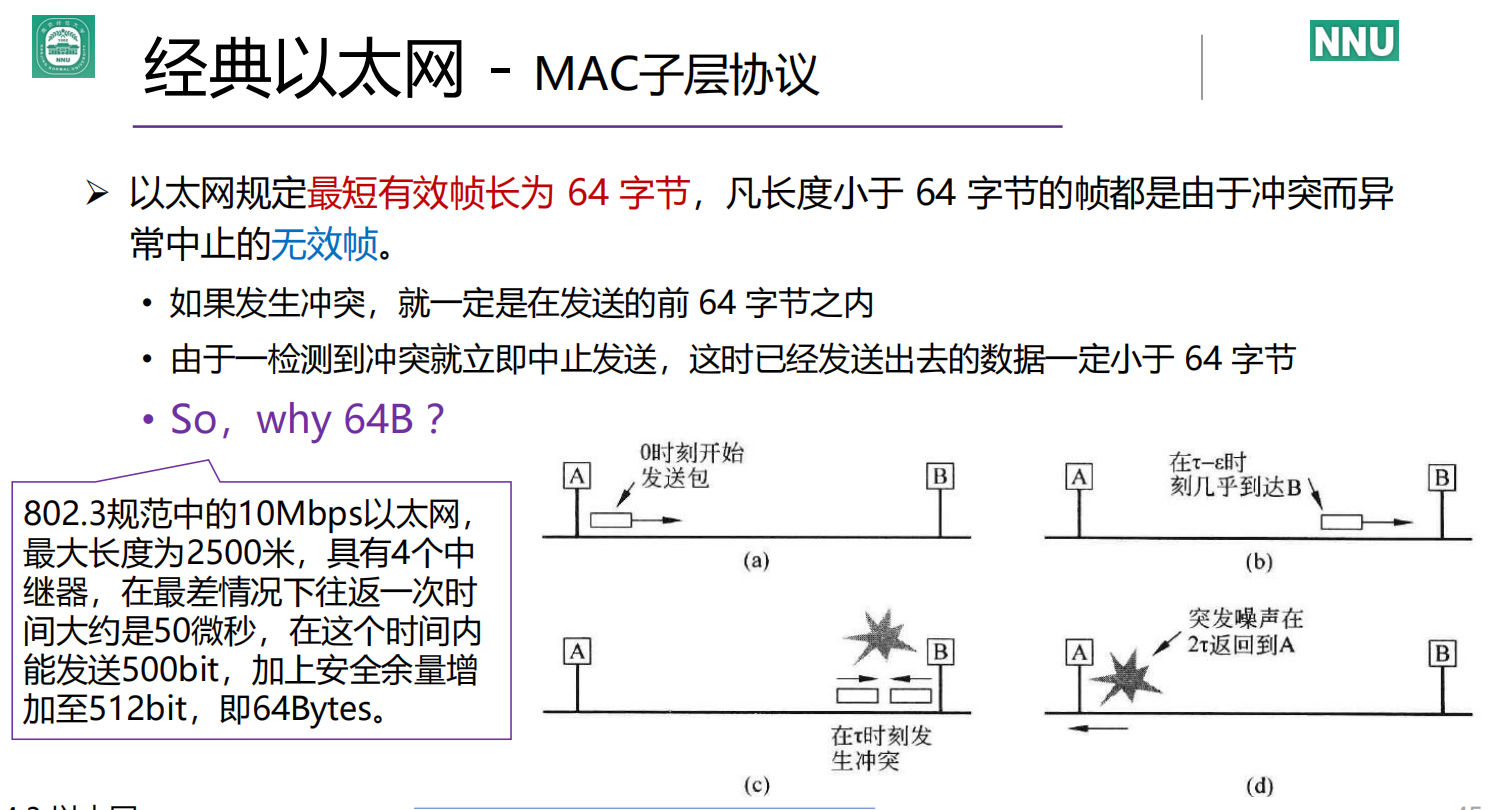 NNU
NNU
经典以太网 - MAC子层协议
➢ 以太网规定最短有效帧长为 64 字节，凡长度小于 64 字节的帧都是由于冲突而异
常中止的无效帧。
• 如果发生冲突，就一定是在发送的前 64 字节之内
• 由于一检测到冲突就立即中止发送，这时已经发送出去的数据一定小于 64 字节
• So，why 64B？
802.3规范中的10Mbps以太网，
最大长度为2500米，具有4个中
继器，在最差情况下往返一次时
间大约是50微秒，在这个时间内
能发送500bit，加上安全余量增
加至512bit，即64Bytes。
A
0时刻开始
发送包
B
(a)
A
在τ−ε时
刻几乎到达B
B
(b)
A
B
在τ时刻发
生冲突
(c)
A
突发噪声在
2τ返回到A
B
(d)